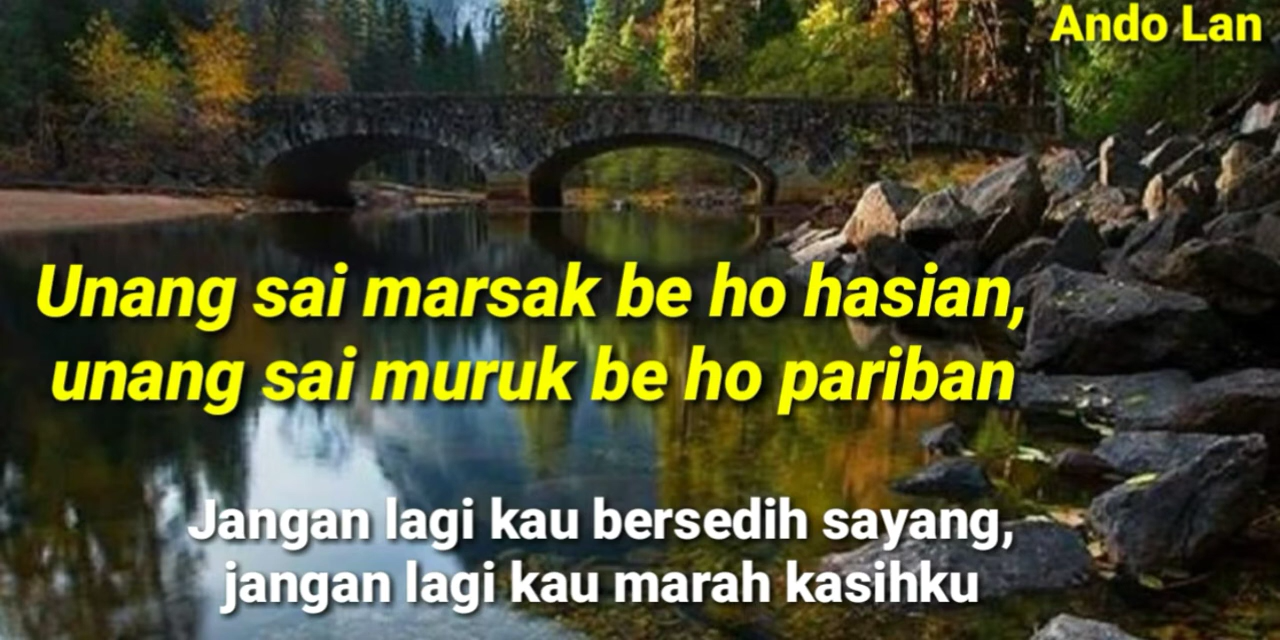 Ando Lan
Unang sai marsak be ho hasian,
unang sai muruk be ho pariban
Jangan lagi kau bersedih sayang,
jangan lagi kau marah kasihku